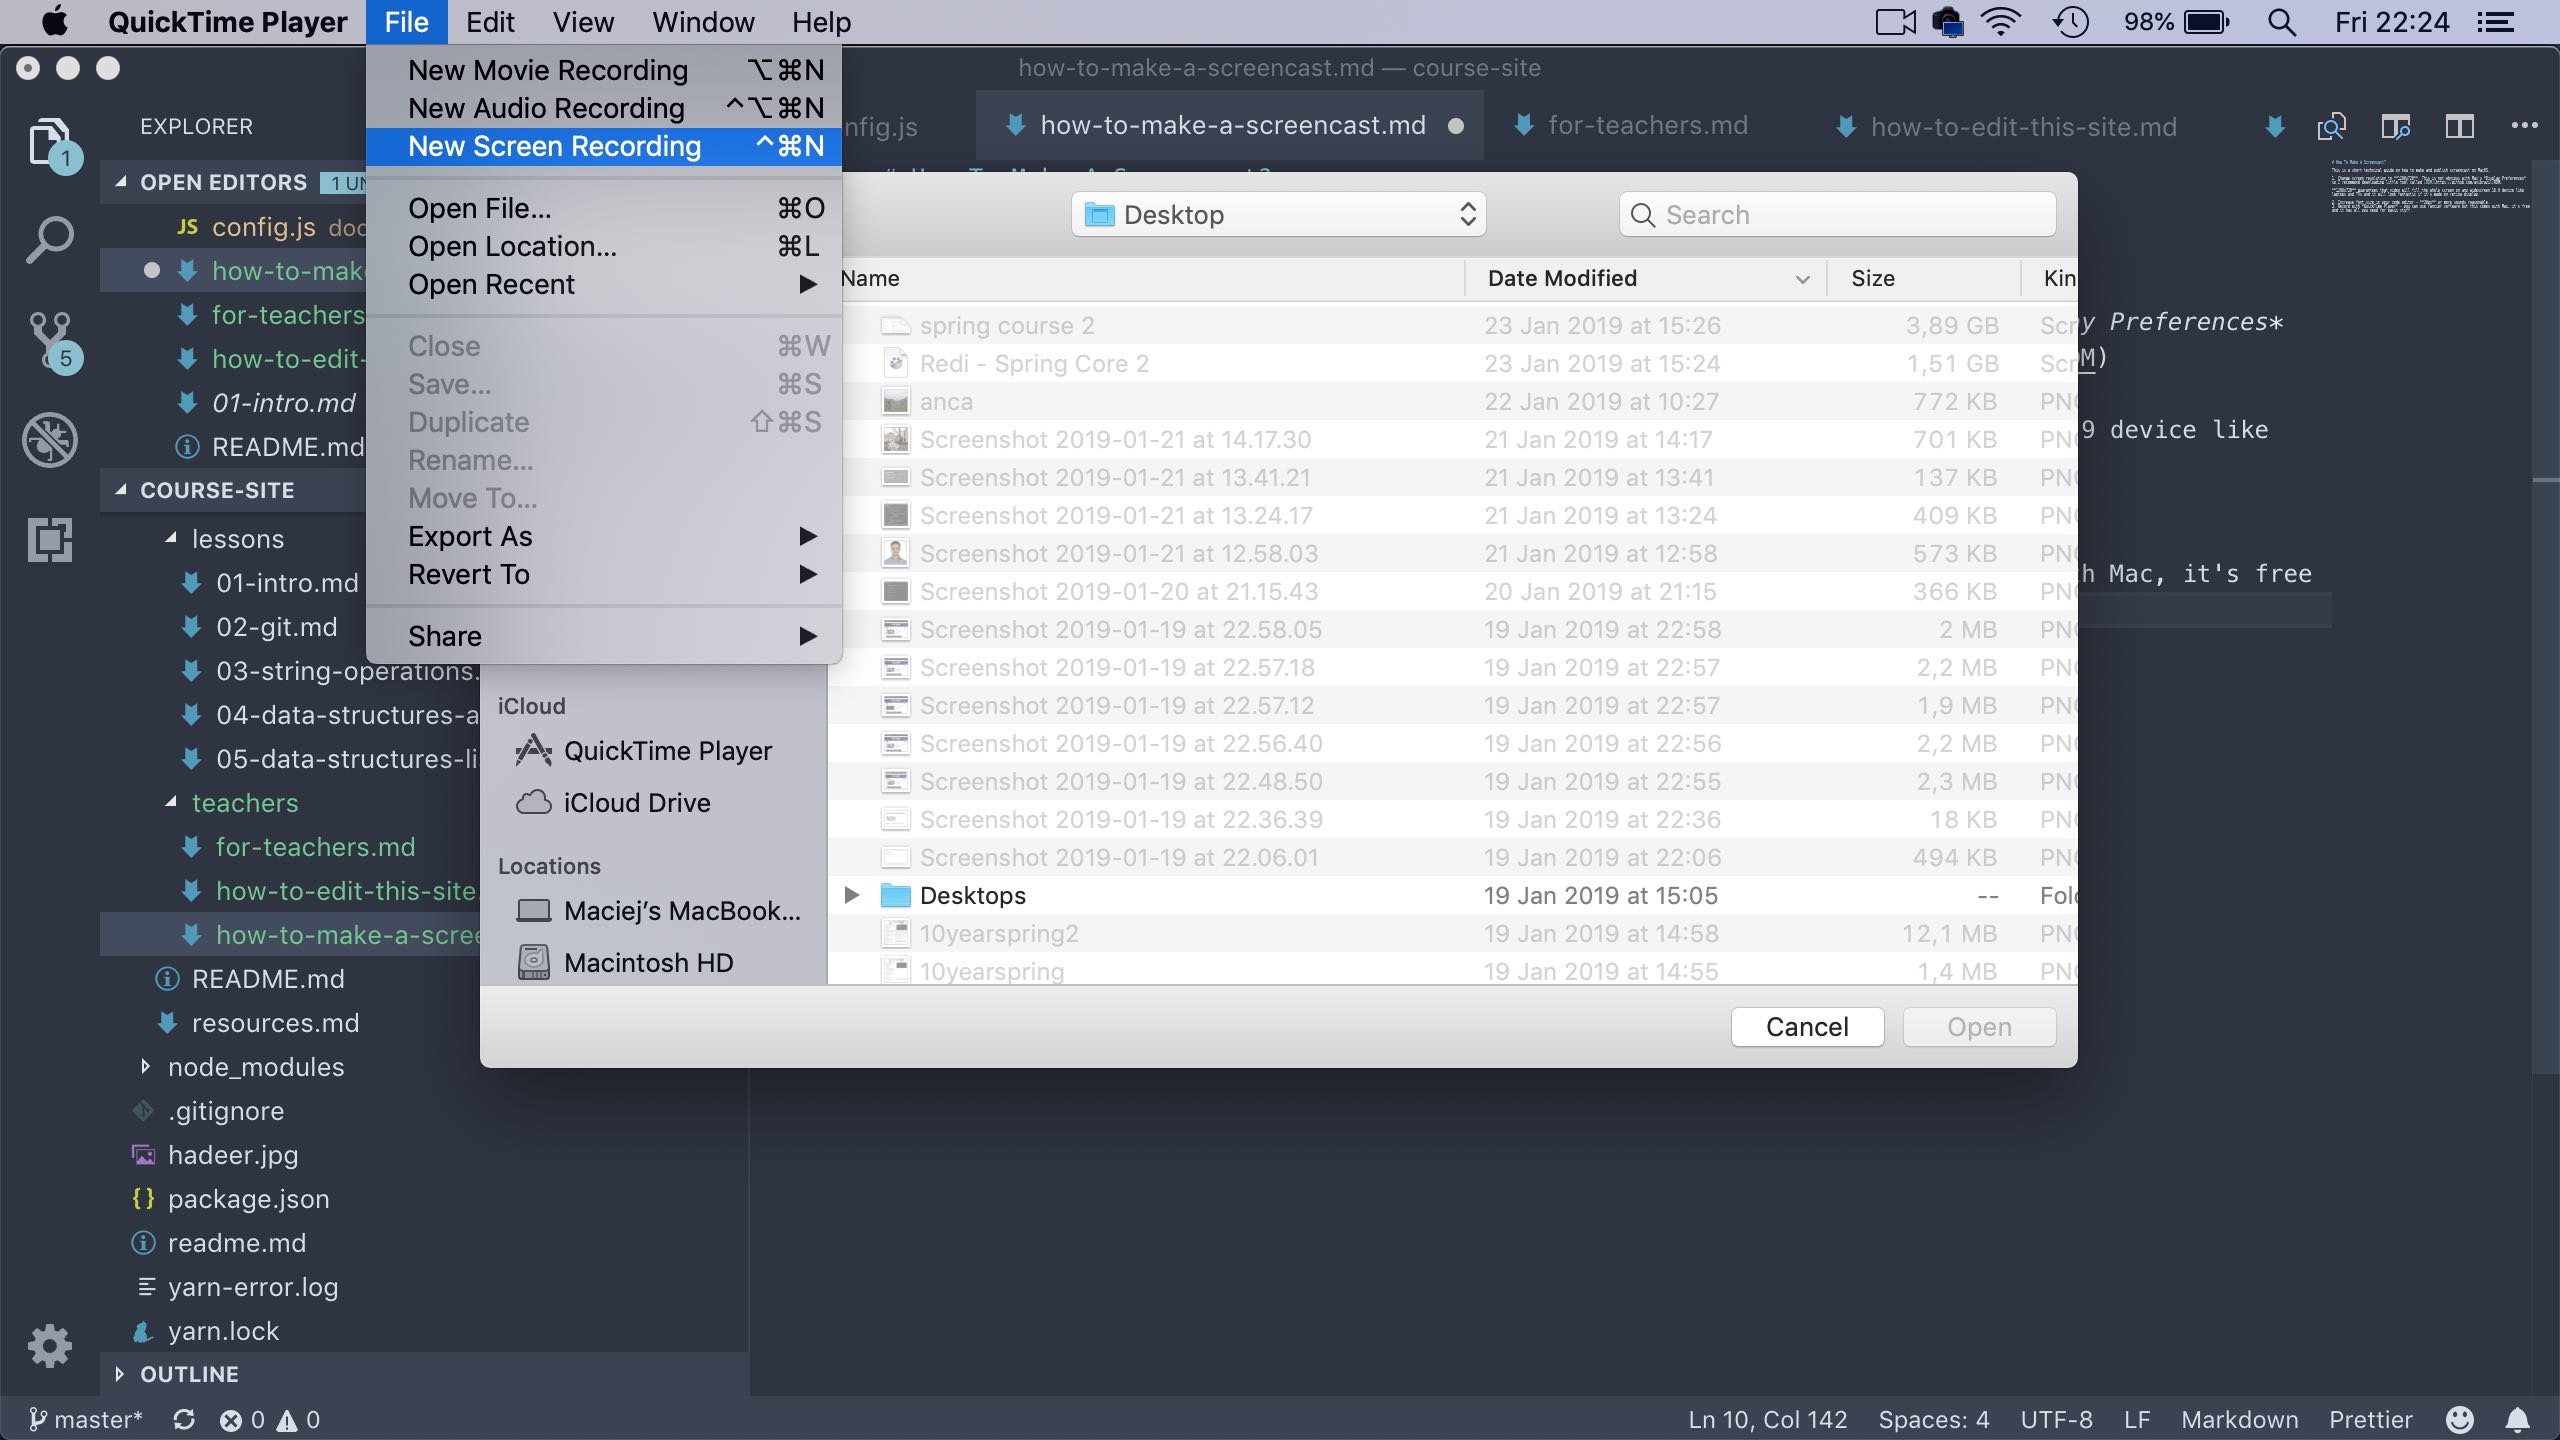 QuickTime Player File Edit View Window Help 98% Fri 22:24
how-to-make-a-screencast.md — course-site
New Movie Recording ⌥⌘N
New Audio Recording ^⌥⌘N
New Screen Recording ^⌘N
Open File... ⌘O
Open Location... ⌘L
Open Recent
Close ⌘W
Save... ⌘S
Duplicate ⇧⌘S
Rename...
Move To...
Export As
Revert To
Share
EXPLORER
1
5
OPEN EDITORS 1 UN
JS config.js doc
how-to-mak
for-teachers
how-to-edit-
01-intro.md
README.md
COURSE-SITE
lessons
01-intro.md
02-git.md
03-string-operations.
04-data-structures-a
05-data-structures-li
teachers
for-teachers.md
how-to-edit-this-site.
how-to-make-a-scree
README.md
resources.md
node_modules
.gitignore
hadeer.jpg
{} package.json
readme.md
yarn-error.log
yarn.lock
OUTLINE
nfig.js how-to-make-a-screencast.md for-teachers.md how-to-edit-this-site.md
Desktop Search
Name Date Modified Size Kin
spring course 2 23 Jan 2019 at 15:26 3,89 GB Scr
Redi - Spring Core 2 23 Jan 2019 at 15:24 1,51 GB Scr
anca 22 Jan 2019 at 10:27 772 KB PNG
Screenshot 2019-01-21 at 14.17.30 21 Jan 2019 at 14:17 701 KB PNG
Screenshot 2019-01-21 at 13.41.21 21 Jan 2019 at 13:41 137 KB PNG
Screenshot 2019-01-21 at 13.24.17 21 Jan 2019 at 13:24 409 KB PNG
Screenshot 2019-01-21 at 12.58.03 21 Jan 2019 at 12:58 573 KB PNG
Screenshot 2019-01-20 at 21.15.43 20 Jan 2019 at 21:15 366 KB PNG
Screenshot 2019-01-19 at 22.58.05 19 Jan 2019 at 22:58 2 MB PNG
Screenshot 2019-01-19 at 22.57.18 19 Jan 2019 at 22:57 2,2 MB PNG
Screenshot 2019-01-19 at 22.57.12 19 Jan 2019 at 22:57 1,9 MB PNG
Screenshot 2019-01-19 at 22.56.40 19 Jan 2019 at 22:56 2,2 MB PNG
Screenshot 2019-01-19 at 22.48.50 19 Jan 2019 at 22:55 2,3 MB PNG
Screenshot 2019-01-19 at 22.36.39 19 Jan 2019 at 22:36 18 KB PNG
Screenshot 2019-01-19 at 22.06.01 19 Jan 2019 at 22:06 494 KB PNG
Desktops 19 Jan 2019 at 15:05 -- Fol
10yearspring2 19 Jan 2019 at 14:58 12,1 MB PNG
10yearspring 19 Jan 2019 at 14:55 1,4 MB PNG
iCloud
QuickTime Player
iCloud Drive
Locations
Maciej's MacBook...
Macintosh HD
Cancel Open
y Preferences*
M)
9 device like
h Mac, it's free
master* 0 0 Ln 10, Col 142 Spaces: 4 UTF-8 LF Markdown Prettier